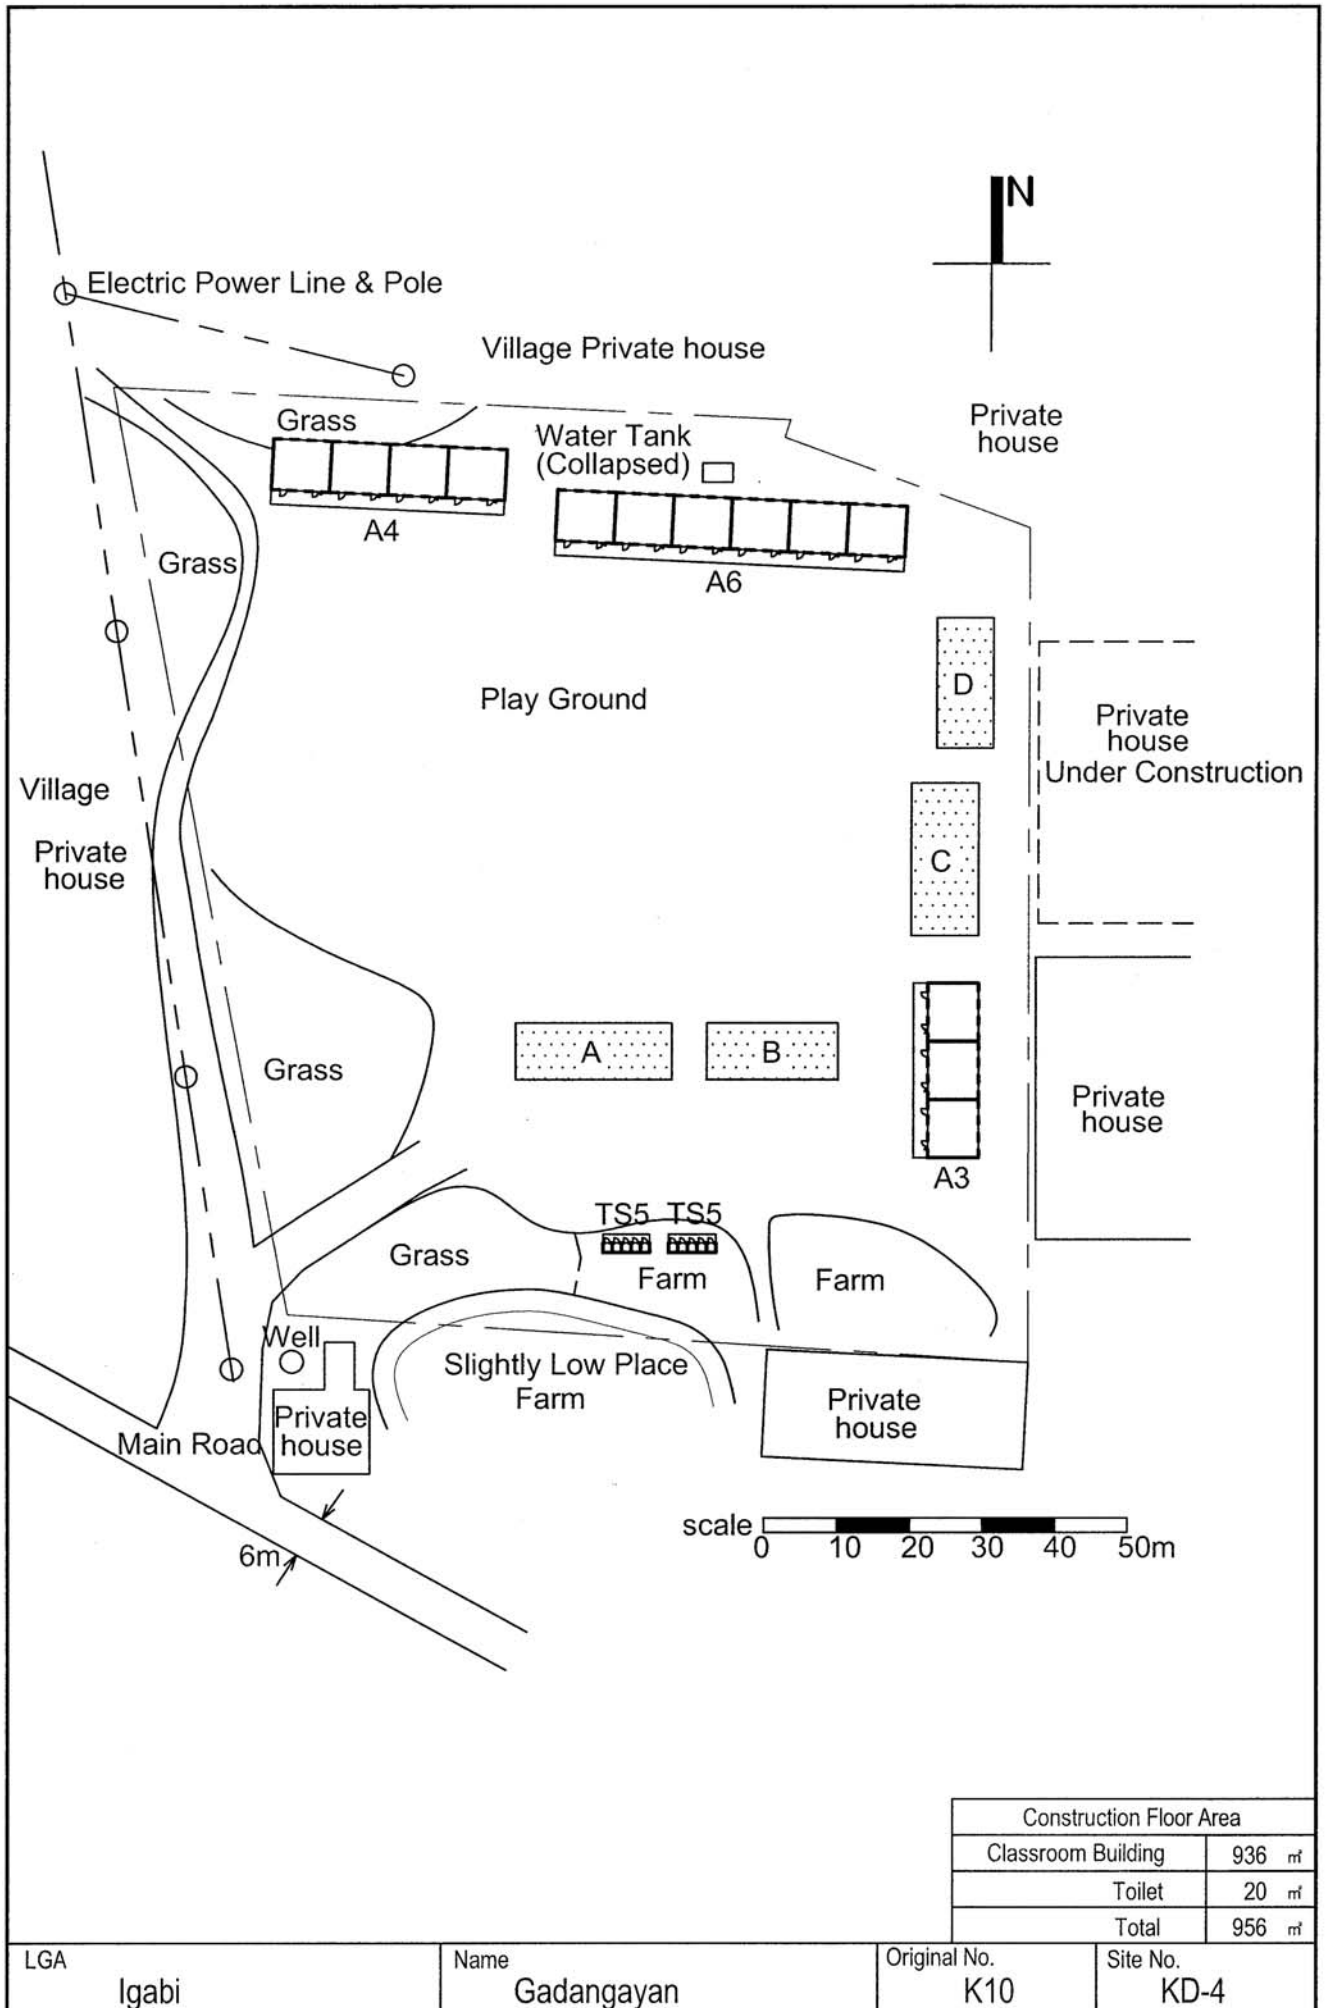 N
Electric Power Line & Pole
Village Private house
Private
house
Grass
Water Tank
(Collapsed)
A4
Grass
A6
D
Play Ground
Private
house
Under Construction
Village
Private
house
C
A
B
Grass
Private
house
A3
TS5 TS5
Grass
Farm
Farm
Well
Slightly Low Place
Farm
Private
house
Private
house
Main Road
scale
0 10 20 30 40 50m
6m
Construction Floor Area
Classroom Building 936 ㎡
Toilet 20 ㎡
Total 956 ㎡
LGA
Igabi
Name
Gadangayan
Original No.
K10
Site No.
KD-4